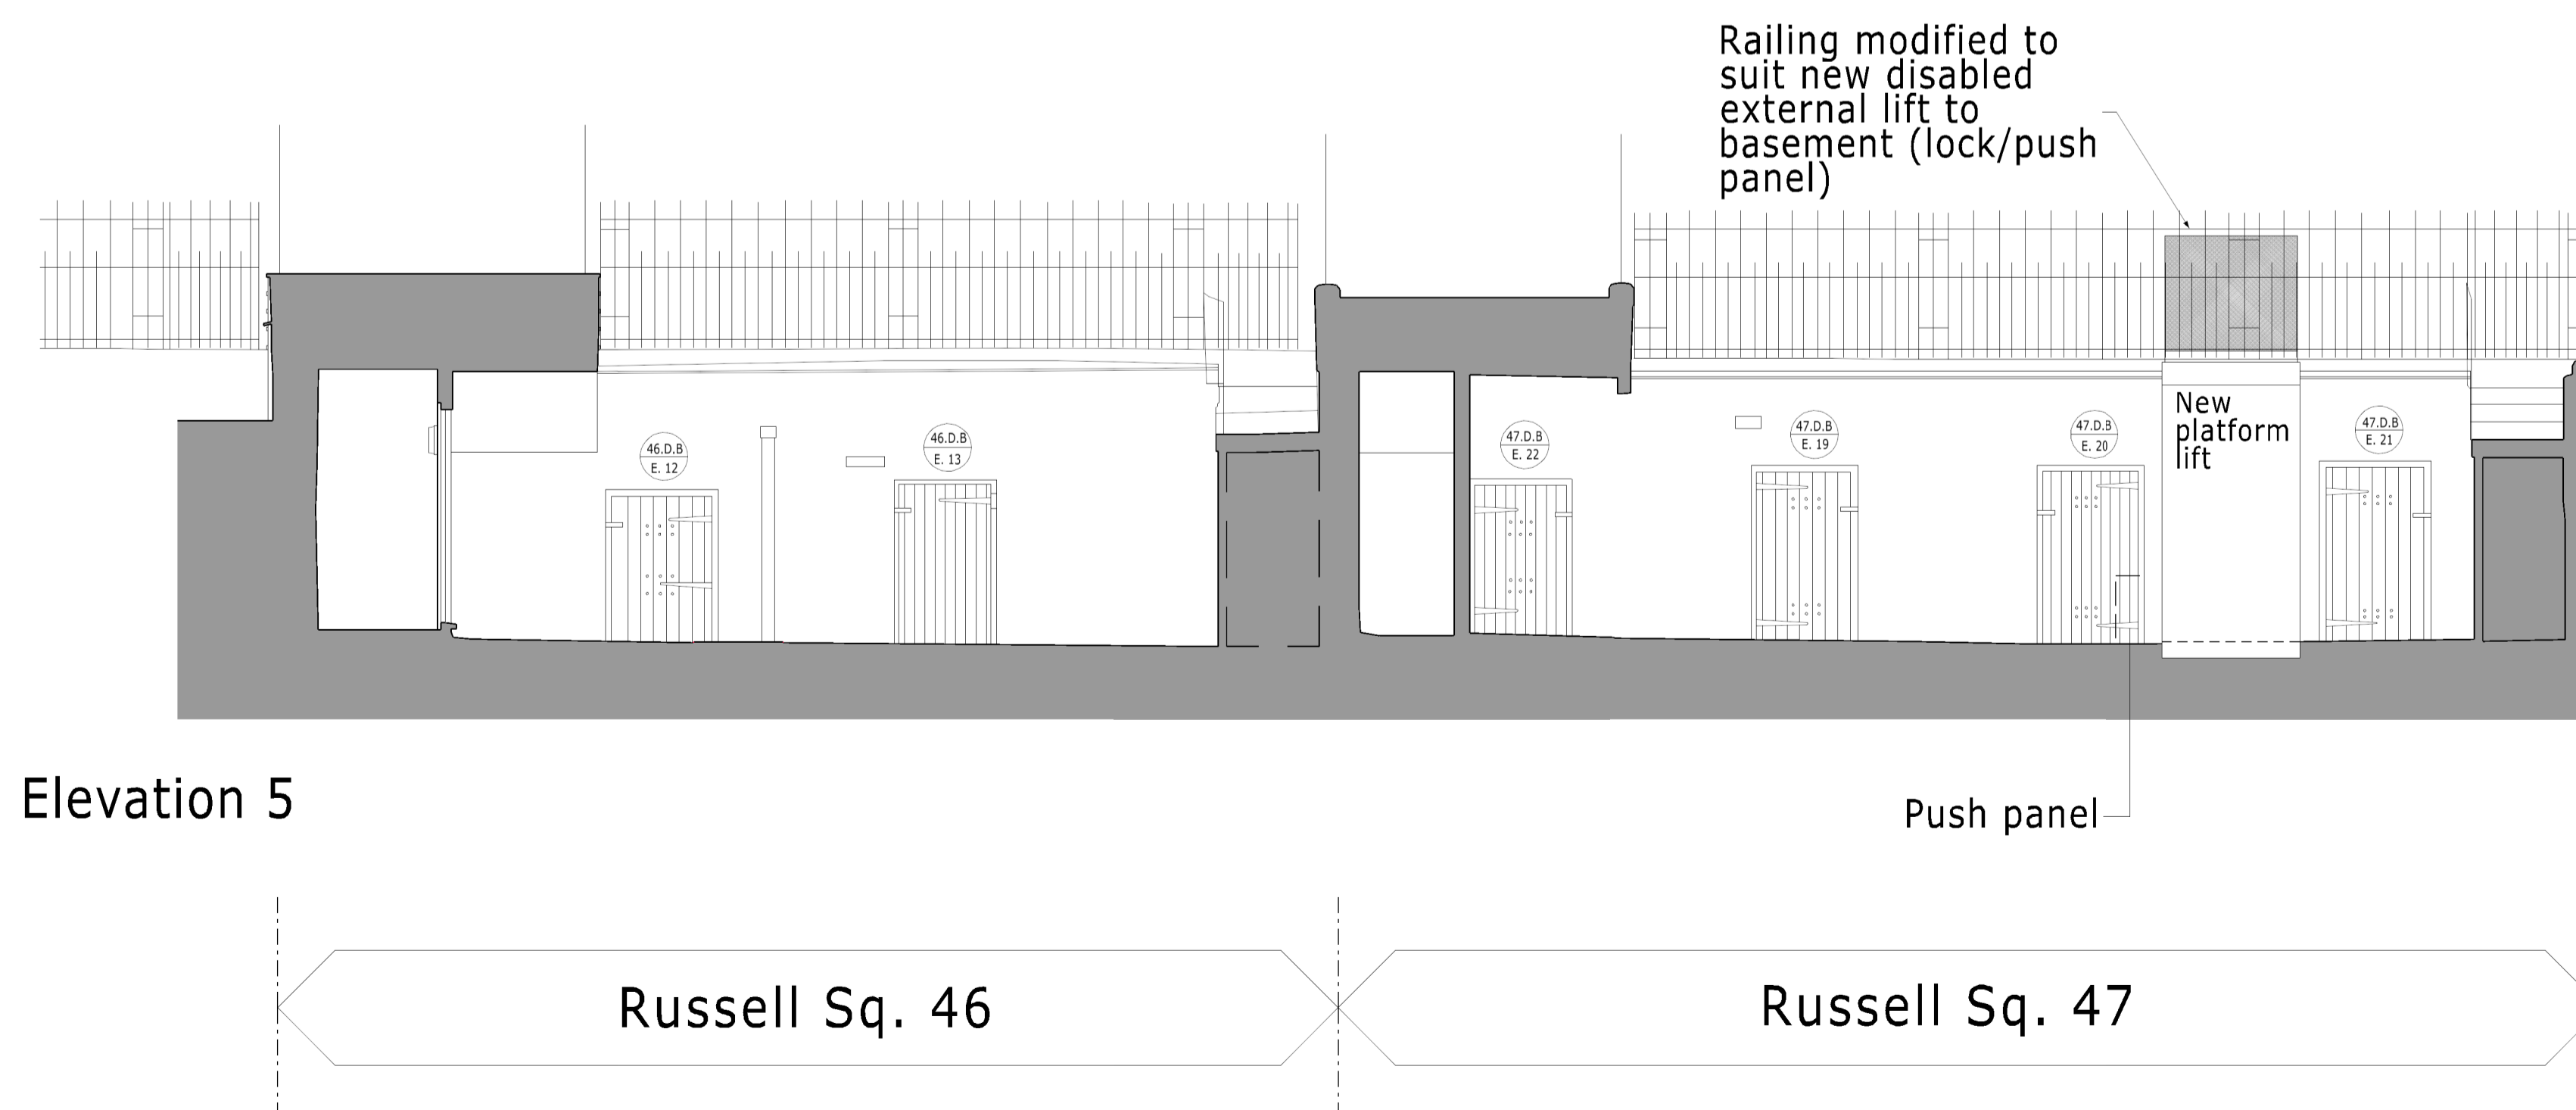 Railing modified to
suit new disabled
external lift to
basement (lock/push
panel)
New
platform
lift
46.D.B
E. 12
46.D.B
E. 13
47.D.B
E. 22
47.D.B
E. 19
47.D.B
E. 20
47.D.B
E. 21
Elevation 5
Push panel
Russell Sq. 46
Russell Sq. 47